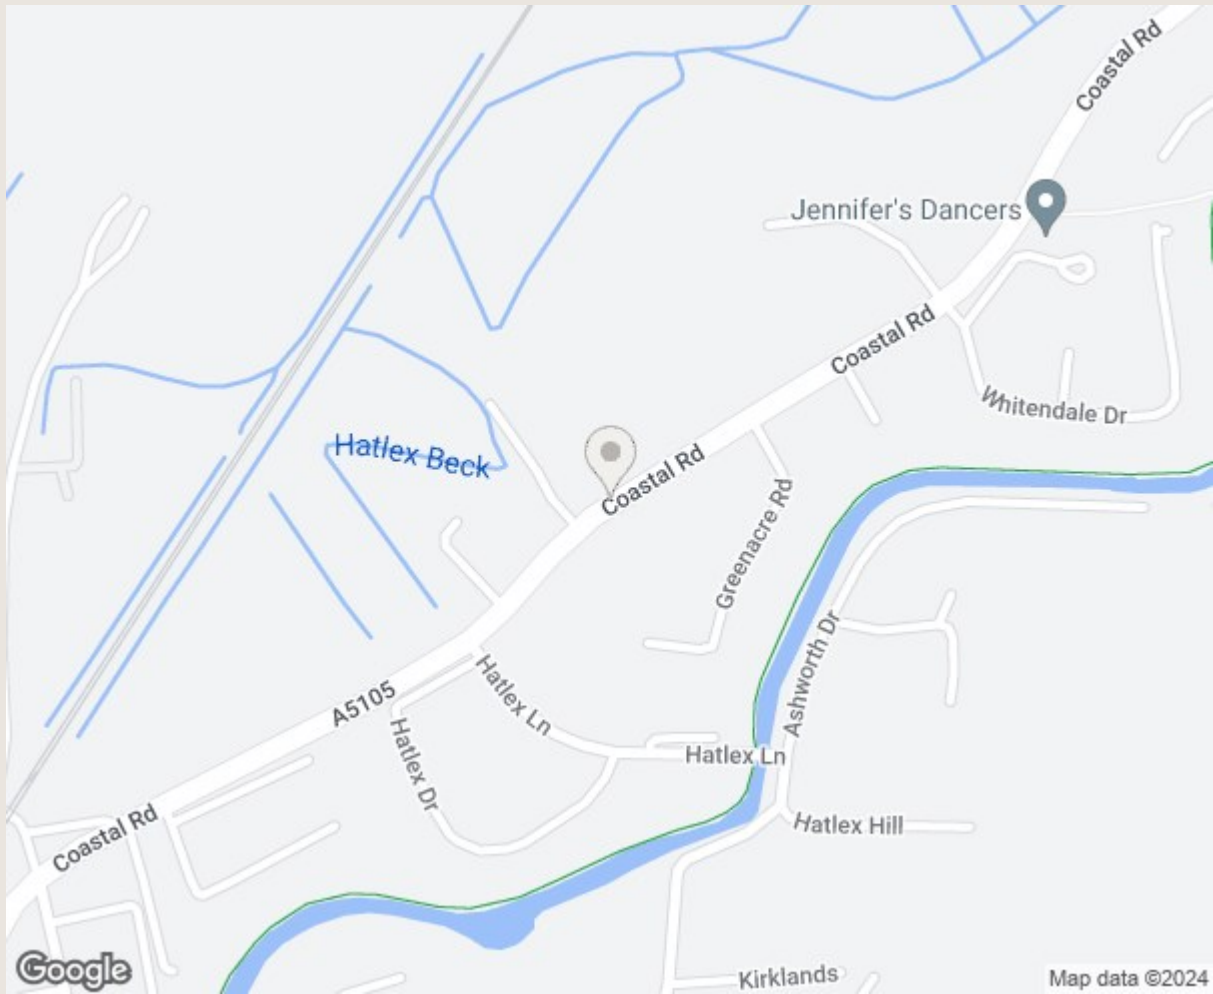 Coastal Rd
Jennifer's Dancers
Coastal Rd
Whitendale Dr
Hatlex Beck
Coastal Rd
Greenacre Rd
Ashworth Dr
Hatlex Ln
A5105
Hatlex Ln
Hatlex Dr
Coastal Rd
Hatlex Hill
Google
Kirklands
Map data ©2024